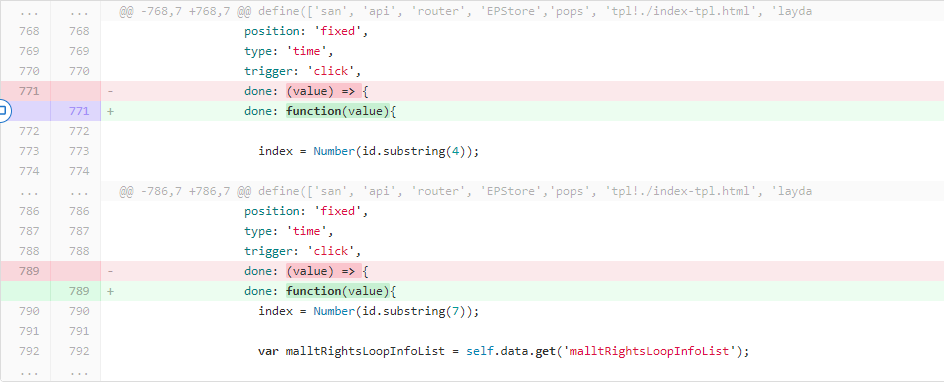 ... ... @@ -768,7 +768,7 @@ define(['san', 'api', 'router', 'EPStore','pops', 'tpl!./index-tpl.html', 'layda
768 768 position: 'fixed',
769 769 type: 'time',
770 770 trigger: 'click',
771 - done: (value) => {
771 + done: function(value){
772 772
773 773 index = Number(id.substring(4));
774 774
... ... @@ -786,7 +786,7 @@ define(['san', 'api', 'router', 'EPStore','pops', 'tpl!./index-tpl.html', 'layda
786 786 position: 'fixed',
787 787 type: 'time',
788 788 trigger: 'click',
789 - done: (value) => {
789 + done: function(value){
790 790 index = Number(id.substring(7));
791 791
792 792 var malltRightsLoopInfoList = self.data.get('malltRightsLoopInfoList');
... ...